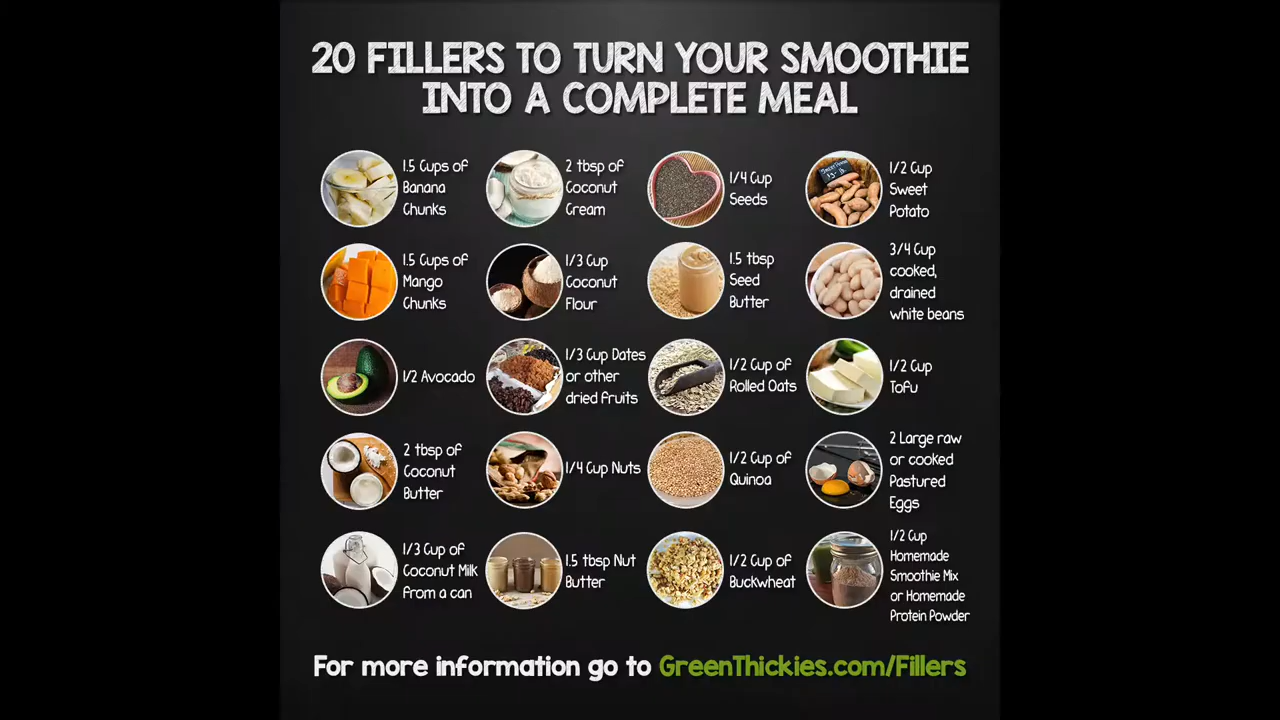 20 FILLERS TO TURN YOUR SMOOTHIE
INTO A COMPLETE MEAL
1.5 Cups of
Banana
Chunks
2 tbsp of
Coconut
Cream
1/4 Cup
Seeds
1/2 Cup
Sweet
Potato
1.5 Cups of
Mango
Chunks
1/3 Cup
Coconut
Flour
1.5 tbsp
Seed
Butter
3/4 Cup
cooked,
drained
white beans
1/2 Avocado
1/3 Cup Dates
or other
dried fruits
1/2 Cup of
Rolled Oats
1/2 Cup
Tofu
2 tbsp of
Coconut
Butter
1/4 Cup Nuts
1/2 Cup of
Quinoa
2 Large raw
or cooked
Pastured
Eggs
1/3 Cup of
Coconut Milk
from a can
1.5 tbsp Nut
Butter
1/2 Cup of
Buckwheat
1/2 Cup
Homemade
Smoothie Mix
or Homemade
Protein Powder
For more information go to GreenThickies.com/Fillers